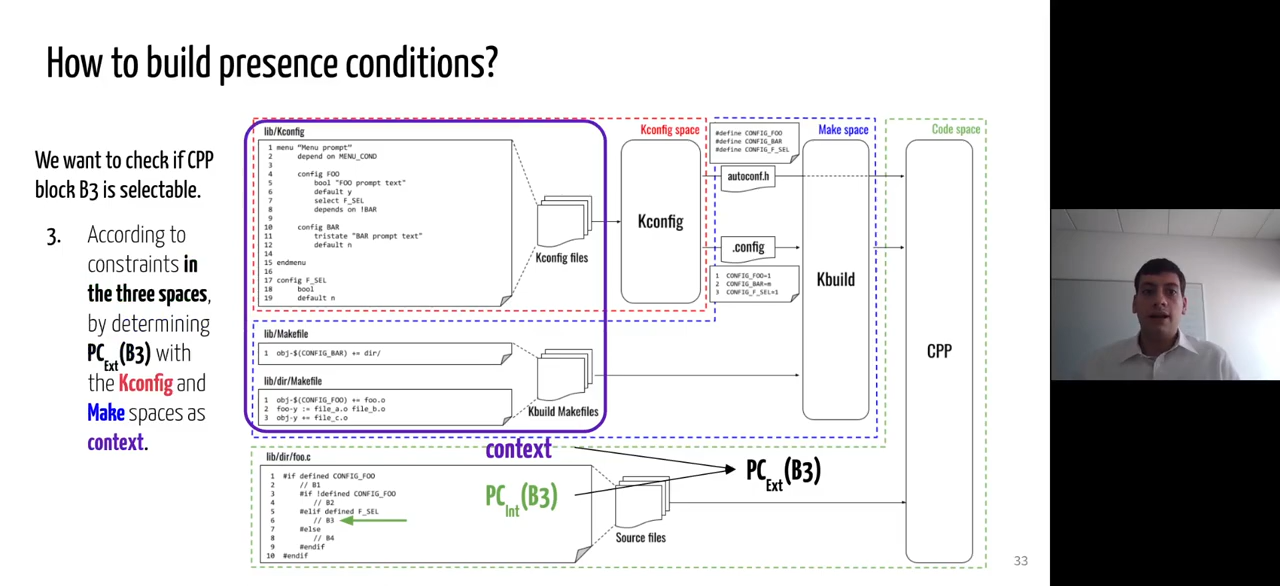 How to build presence conditions?
We want to check if CPP
block B3 is selectable.
3. According to
constraints in
the three spaces,
by determining
PCExt(B3) with
the Kconfig and
Make spaces as
context.
lib/Kconfig
1 menu "Menu prompt"
2 depend on MENU_COND
3
4 config FOO
5 bool "FOO prompt text"
6 default y
7 select F_SEL
8 depends on !BAR
9
10 config BAR
11 tristate "BAR prompt text"
12 default n
14
15 endmenu
16
17 config F_SEL
18 bool
19 default n
Kconfig files
Kconfig space
Kconfig
#define CONFIG_FOO
#define CONFIG_BAR
#define CONFIG_F_SEL
autoconf.h
.config
1 CONFIG_FOO=1
2 CONFIG_BAR=m
3 CONFIG_F_SEL=1
Make space
Kbuild
Code space
CPP
lib/Makefile
1 obj-$(CONFIG_BAR) += dir/
lib/dir/Makefile
1 obj-$(CONFIG_FOO) += foo.o
2 foo-y := file_a.o file_b.o
3 obj-y += file_c.o
Kbuild Makefiles
context
PCInt(B3)
PCExt(B3)
lib/dir/foo.c
1 #if defined CONFIG_FOO
2 // B1
3 #if !defined CONFIG_FOO
4 // B2
5 #elif defined F_SEL
6 // B3
7 #else
8 // B4
9 #endif
10 #endif
Source files
33